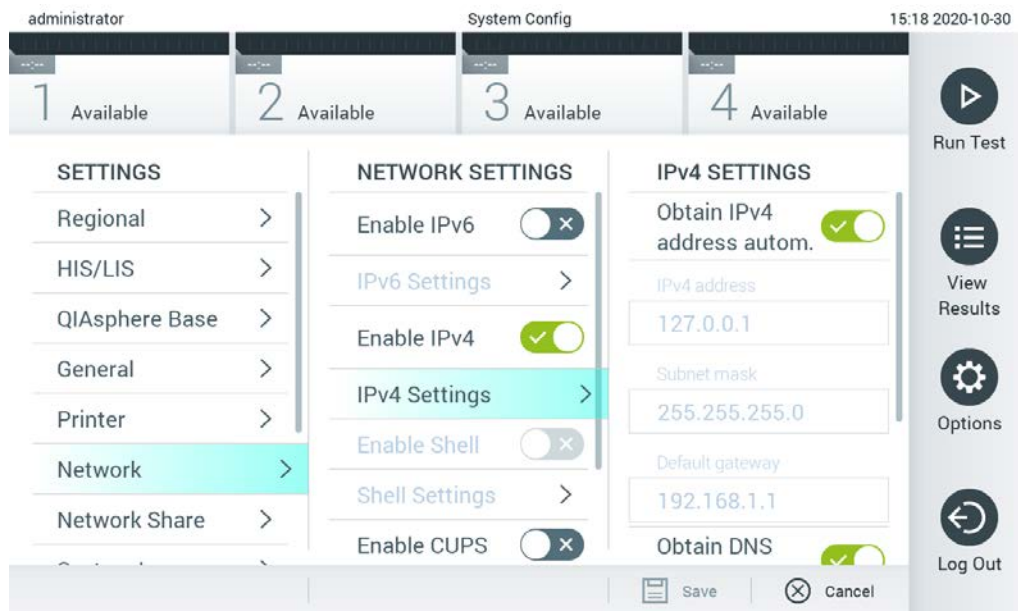 administrator
System Config
15:18 2020-10-30
--:--
1 Available
--:--
2 Available
--:--
3 Available
--:--
4 Available
SETTINGS
Regional
HIS/LIS
QIAsphere Base
General
Printer
Network
Network Share
NETWORK SETTINGS
Enable IPv6
IPv6 Settings
Enable IPv4
IPv4 Settings
Enable Shell
Shell Settings
Enable CUPS
IPv4 SETTINGS
Obtain IPv4
address autom.
IPv4 address
127.0.0.1
Subnet mask
255.255.255.0
Default gateway
192.168.1.1
Obtain DNS
Run Test
View
Results
Options
Log Out
Save
Cancel